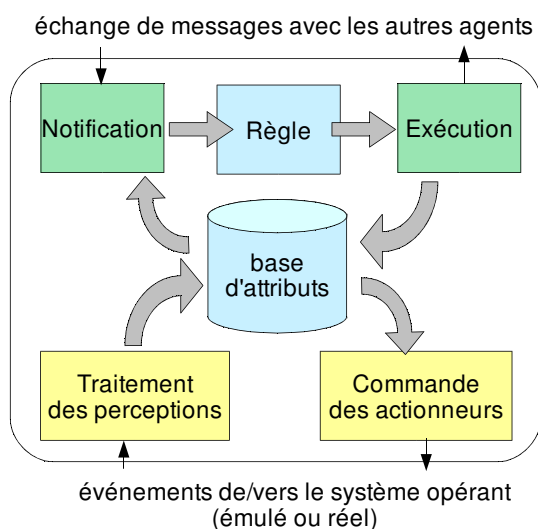 échange de messages avec les autres agents
Notification
Règle
Exécution
base
d'attributs
Traitement
des perceptions
Commande
des actionneurs
événements de/vers le système opérant
(émulé ou réel)